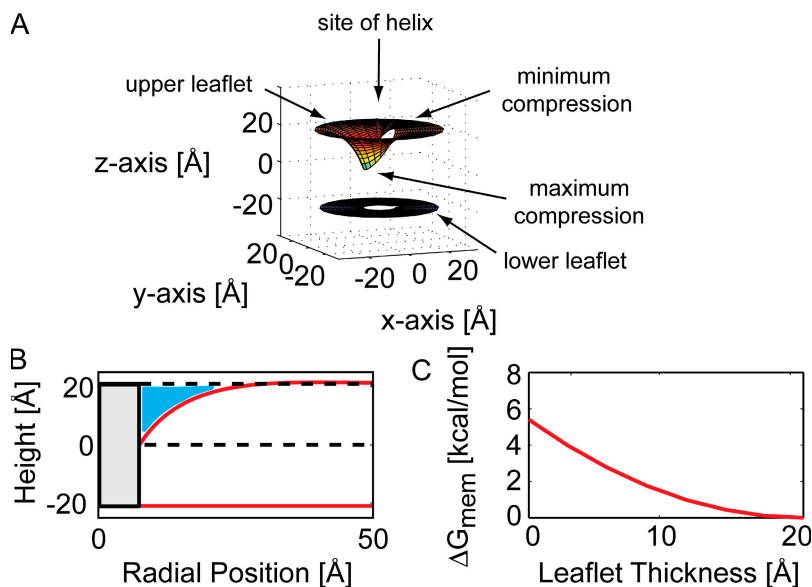 A
site of helix
upper leaflet
minimum
compression
z-axis [Å]
20
0
-20
maximum
compression
lower leaflet
20
0
-20
y-axis [Å]
-20
0
20
x-axis [Å]
B
Height [Å]
20
0
-20
0
50
Radial Position [Å]
C
ΔGmem [kcal/mol]
8
6
4
2
0
0
10
20
Leaflet Thickness [Å]